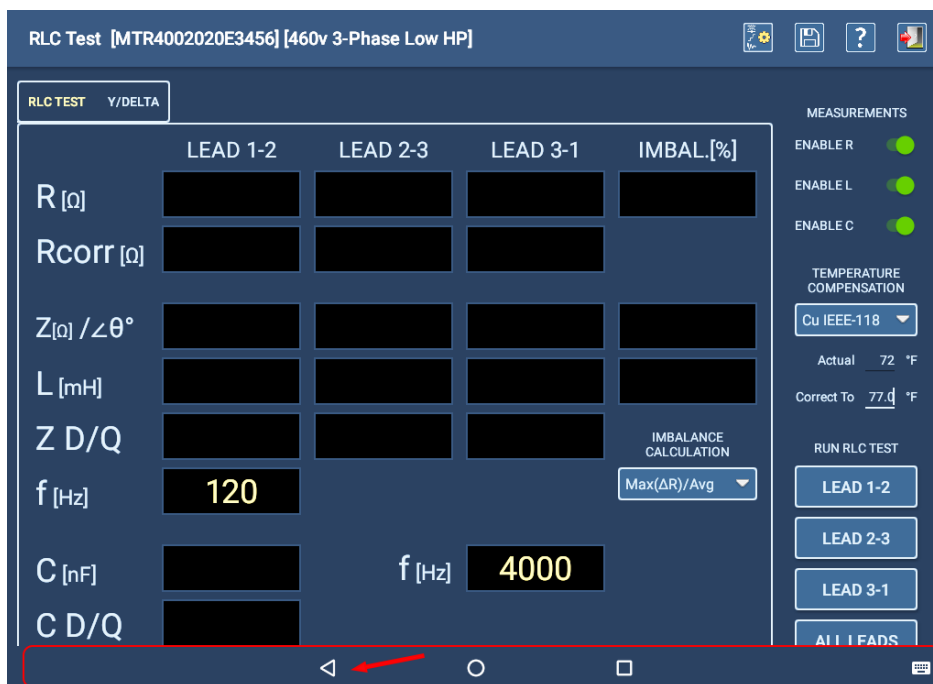 RLC Test [MTR4002020E3456] [460v 3-Phase Low HP]
?
RLC TEST Y/DELTA
LEAD 1-2 LEAD 2-3 LEAD 3-1 IMBAL.[%]
R [Ω]
Rcorr [Ω]
Z[Ω] /∠θ°
L [mH]
Z D/Q
f [Hz] 120
IMBALANCE
CALCULATION
Max(ΔR)/Avg
C [nF] f [Hz] 4000
C D/Q
MEASUREMENTS
ENABLE R
ENABLE L
ENABLE C
TEMPERATURE
COMPENSATION
Cu IEEE-118
Actual 72 °F
Correct To 77.0 °F
RUN RLC TEST
LEAD 1-2
LEAD 2-3
LEAD 3-1
ALL LEADS